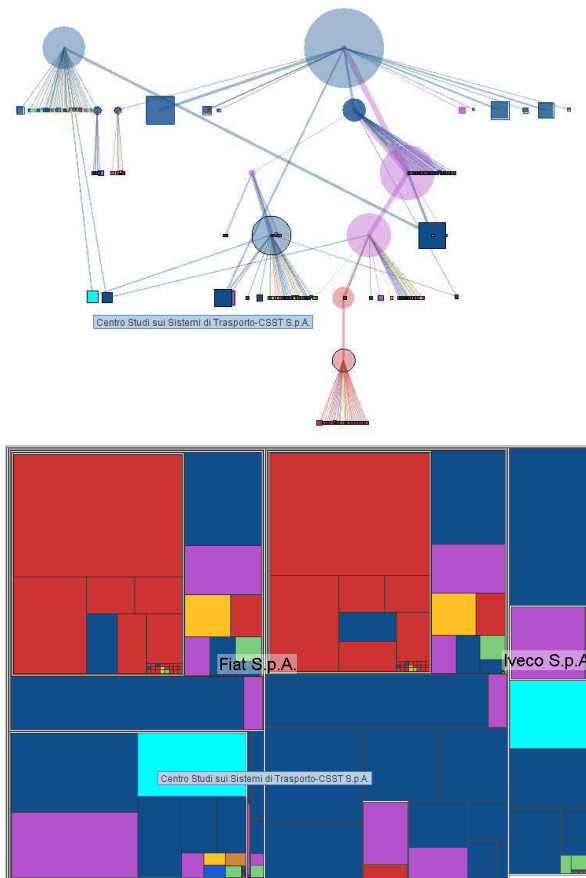 Centro Studi sui Sistemi di Trasporto-CSST S.p.A.
Fiat S.p.A.
Iveco S.p.A
Centro Studi sui Sistemi di Trasporto-CSST S.p.A.